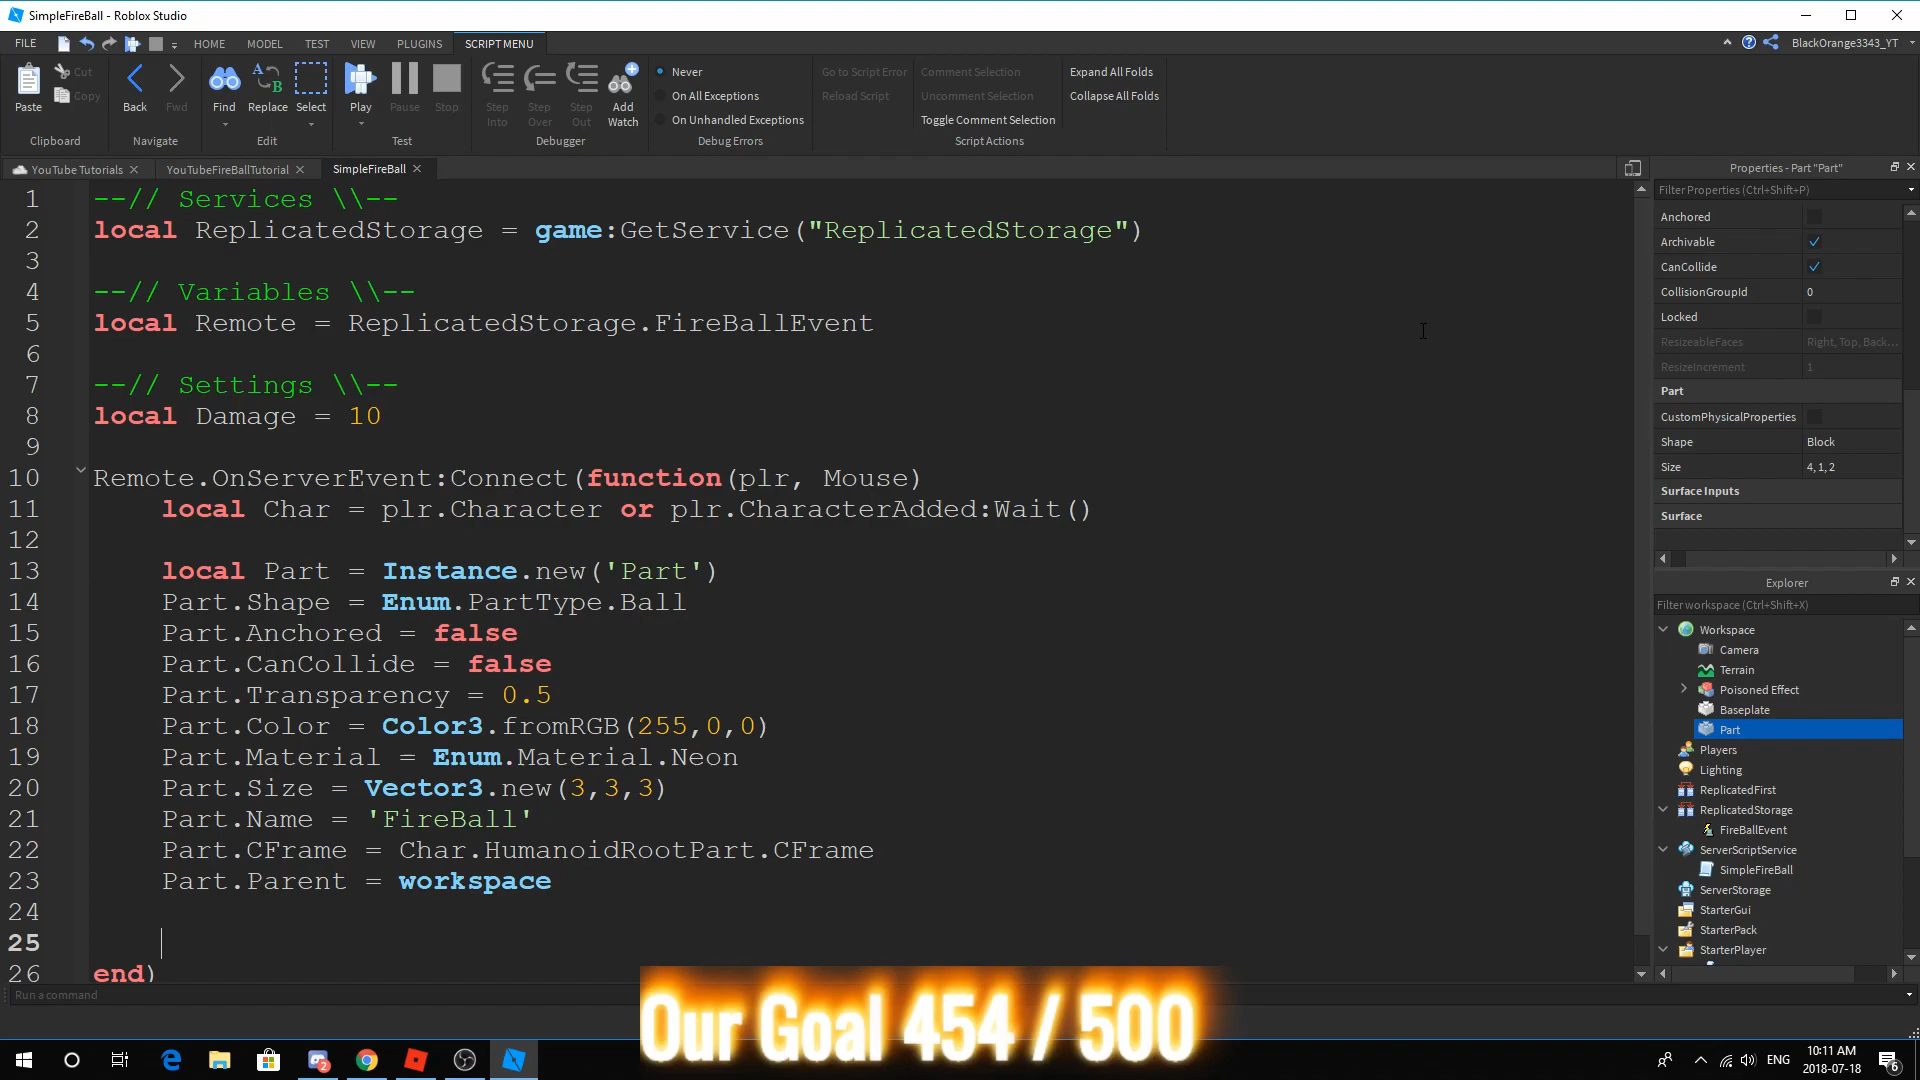 SimpleFireBall - Roblox Studio
FILE HOME MODEL TEST VIEW PLUGINS SCRIPT MENU BlackOrange3343_YT
Paste Cut Copy Back Fwd Find Replace Select Play Pause Stop Step Into Step Over Step Out Add Watch
Never
On All Exceptions
On Unhandled Exceptions
Go to Script Error
Reload Script
Comment Selection
Uncomment Selection
Toggle Comment Selection
Expand All Folds
Collapse All Folds
Clipboard Navigate Edit Test Debugger Debug Errors Script Actions
YouTube Tutorials YouTubeFireBallTutorial SimpleFireBall
1 --// Services \\--
2 local ReplicatedStorage = game:GetService("ReplicatedStorage")
3
4 --// Variables \\--
5 local Remote = ReplicatedStorage.FireBallEvent
6
7 --// Settings \\--
8 local Damage = 10
9
10 Remote.OnServerEvent:Connect(function(plr, Mouse)
11 local Char = plr.Character or plr.CharacterAdded:Wait()
12
13 local Part = Instance.new('Part')
14 Part.Shape = Enum.PartType.Ball
15 Part.Anchored = false
16 Part.CanCollide = false
17 Part.Transparency = 0.5
18 Part.Color = Color3.fromRGB(255,0,0)
19 Part.Material = Enum.Material.Neon
20 Part.Size = Vector3.new(3,3,3)
21 Part.Name = 'FireBall'
22 Part.CFrame = Char.HumanoidRootPart.CFrame
23 Part.Parent = workspace
24
25
26 end)
Run a command
Properties - Part "Part"
Filter Properties (Ctrl+Shift+P)
Anchored
Archivable
CanCollide
CollisionGroupId 0
Locked
ResizeableFaces Right, Top, Back...
ResizeIncrement 1
Part
CustomPhysicalProperties
Shape Block
Size 4, 1, 2
Surface Inputs
Surface
Explorer
Filter workspace (Ctrl+Shift+X)
Workspace
Camera
Terrain
Poisoned Effect
Baseplate
Part
Players
Lighting
ReplicatedFirst
ReplicatedStorage
FireBallEvent
ServerScriptService
SimpleFireBall
ServerStorage
StarterGui
StarterPack
StarterPlayer
Our Goal 454 / 500
2
ENG
10:11 AM
2018-07-18
6